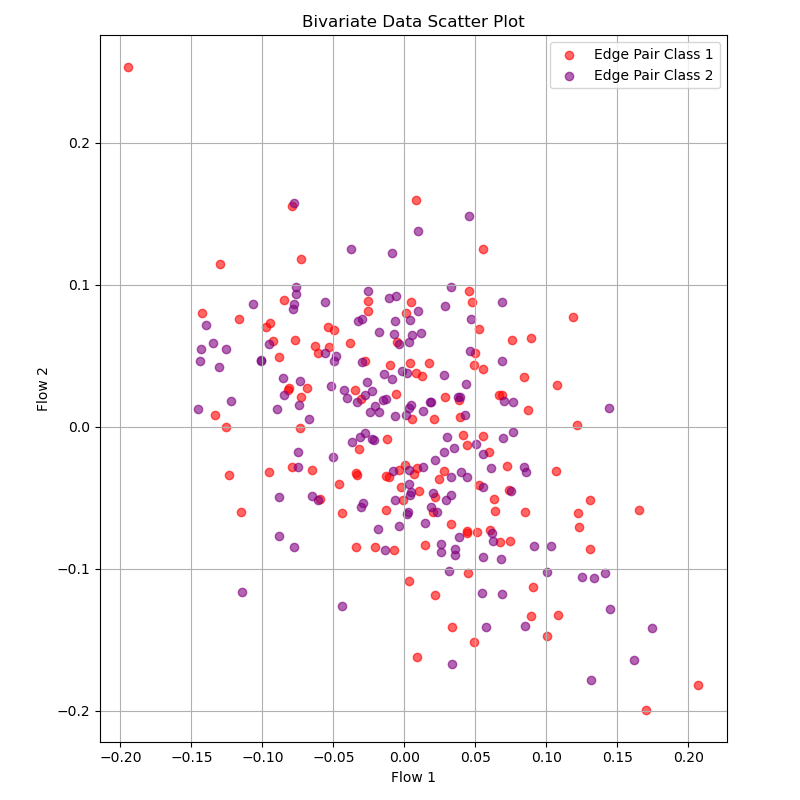 Bivariate Data Scatter Plot
Edge Pair Class 1
Edge Pair Class 2
0.2
0.1
0.0
−0.1
−0.2
Flow 2
−0.20 −0.15 −0.10 −0.05 0.00 0.05 0.10 0.15 0.20
Flow 1